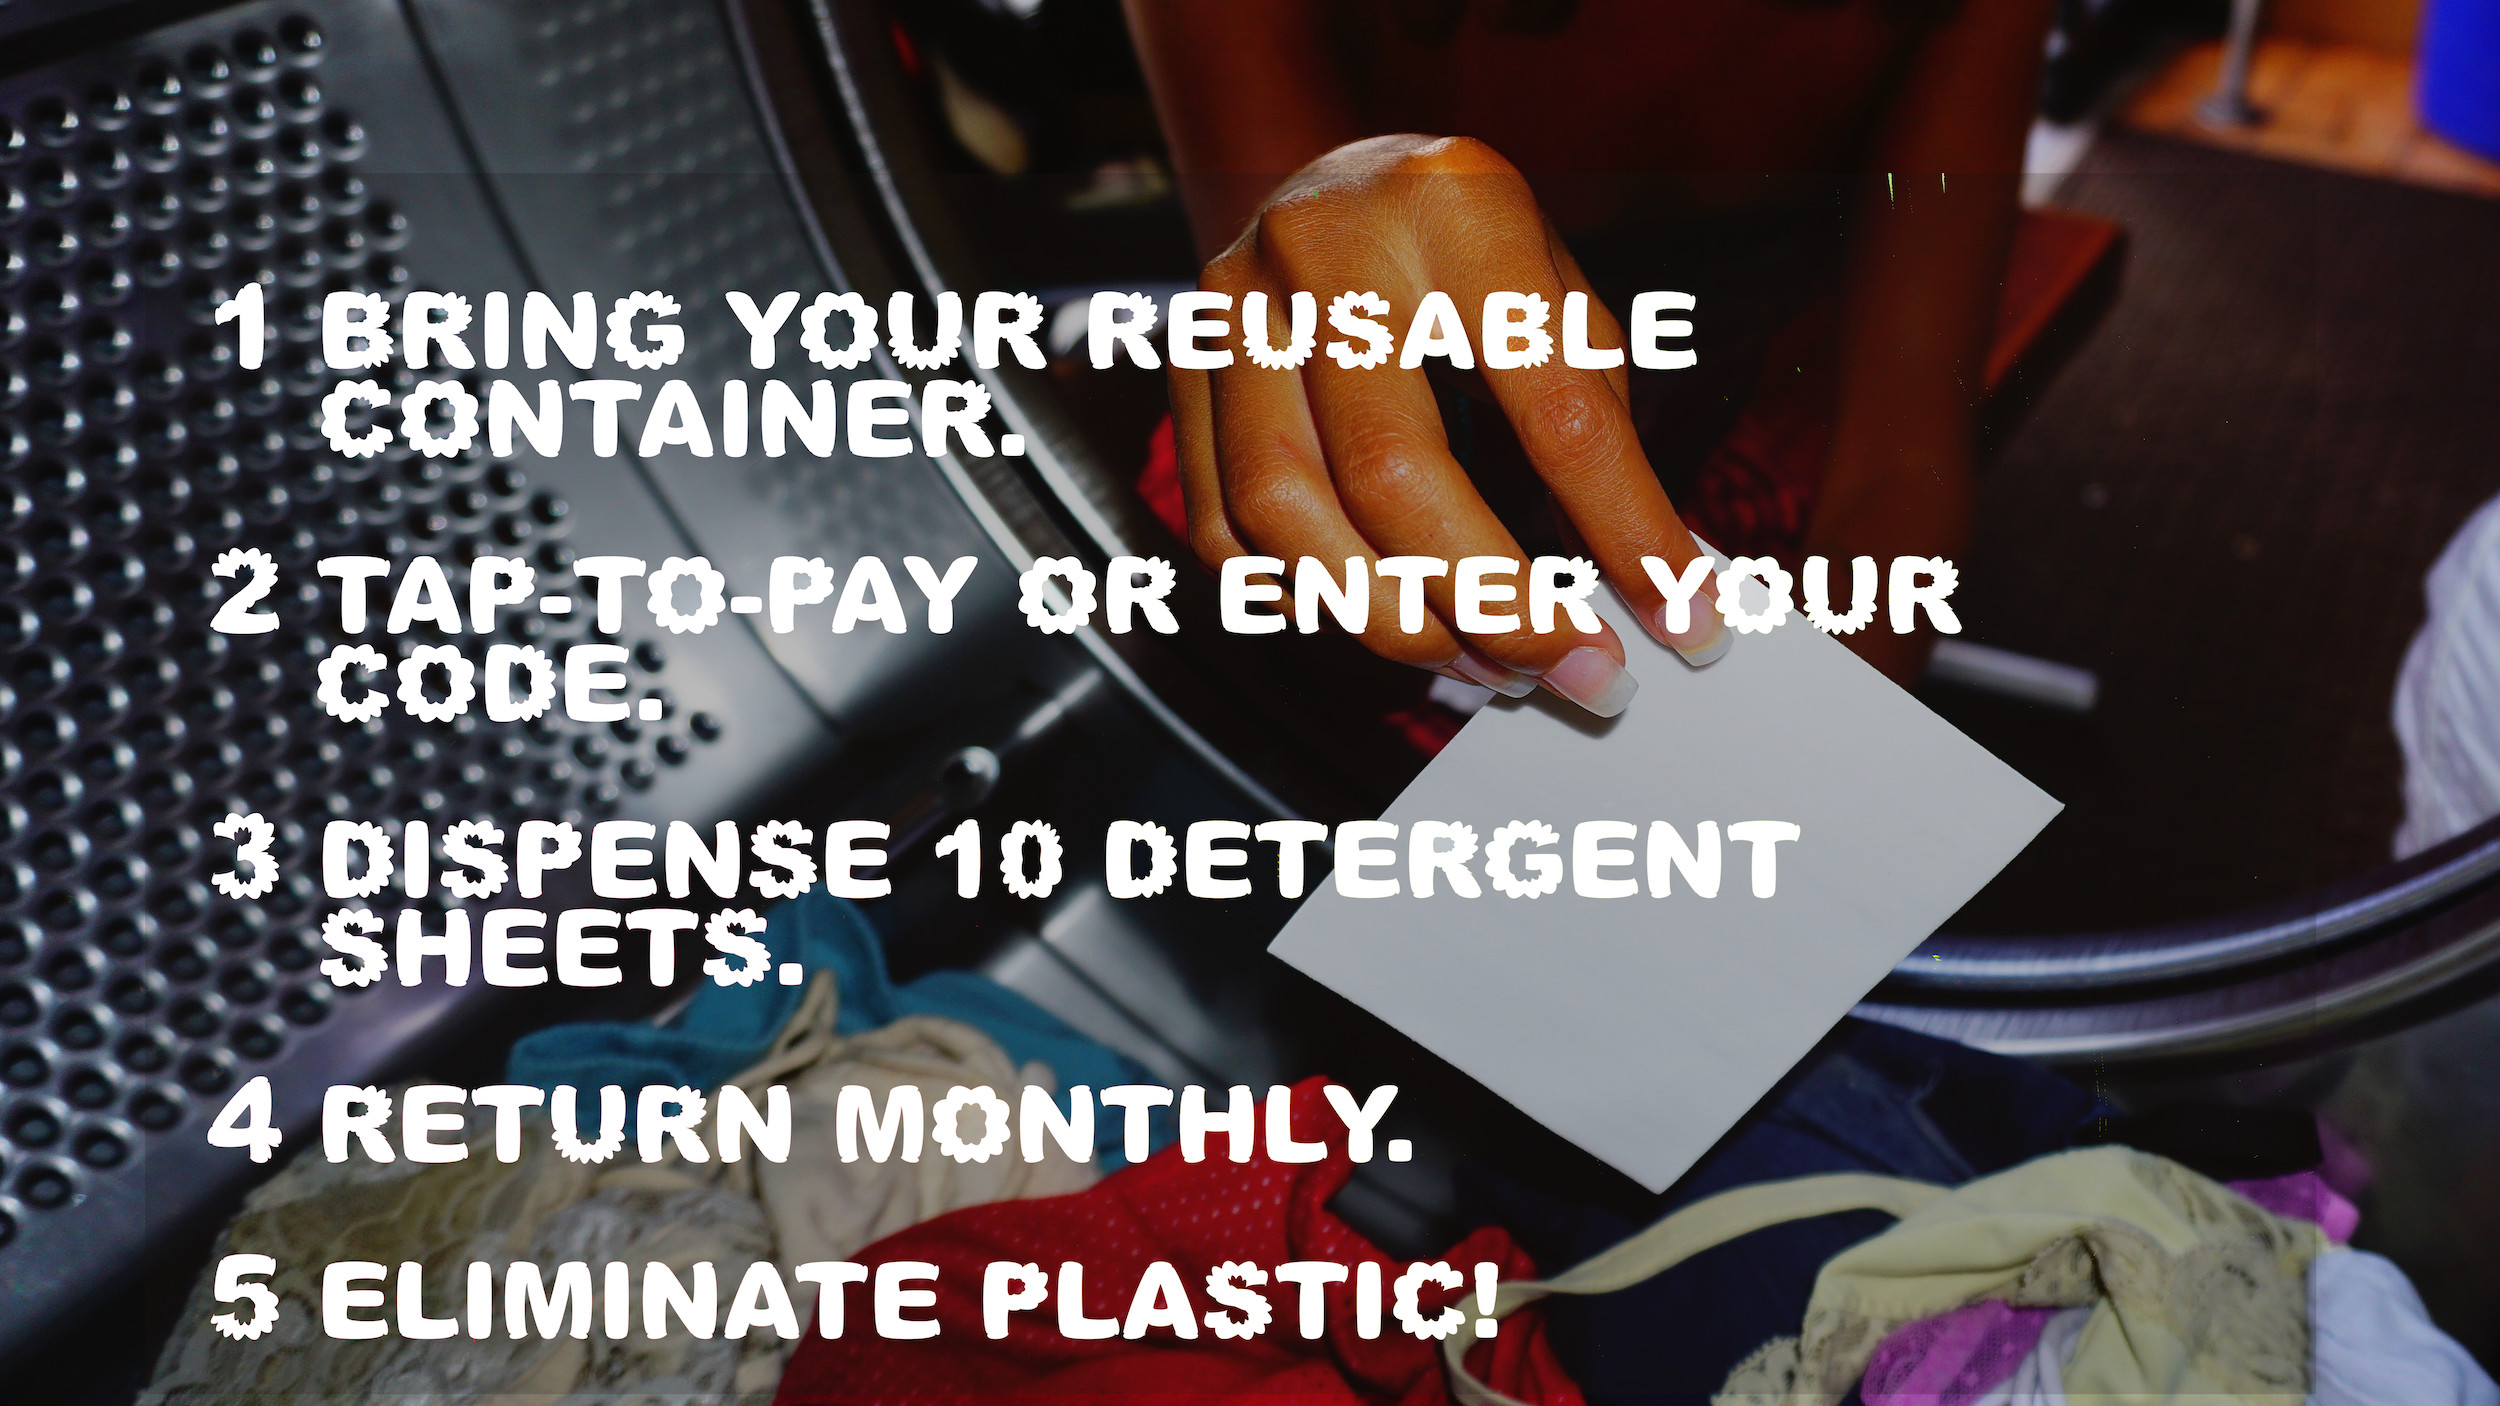 1 BRING YOUR REUSABLE
CONTAINER.
2 TAP-TO-PAY OR ENTER YOUR
CODE.
3 DISPENSE 10 DETERGENT
SHEETS.
4 RETURN MONTHLY.
5 ELIMINATE PLASTIC!